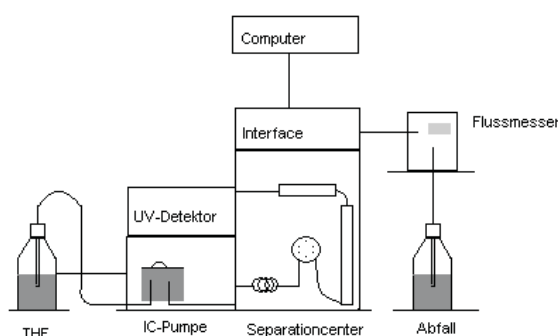 Computer
Interface
Flussmesser
UV-Detektor
THF
IC-Pumpe
Separationcenter
Abfall